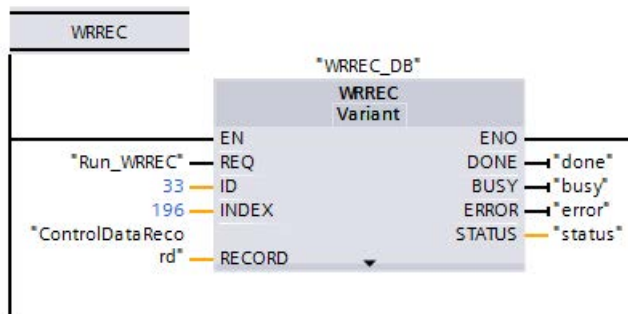 WRREC
"WRREC_DB"
WRREC
Variant
EN ENO
"Run_WRREC" REQ DONE "done"
33 ID BUSY "busy"
196 INDEX ERROR "error"
"ControlDataReco STATUS "status"
rd" RECORD